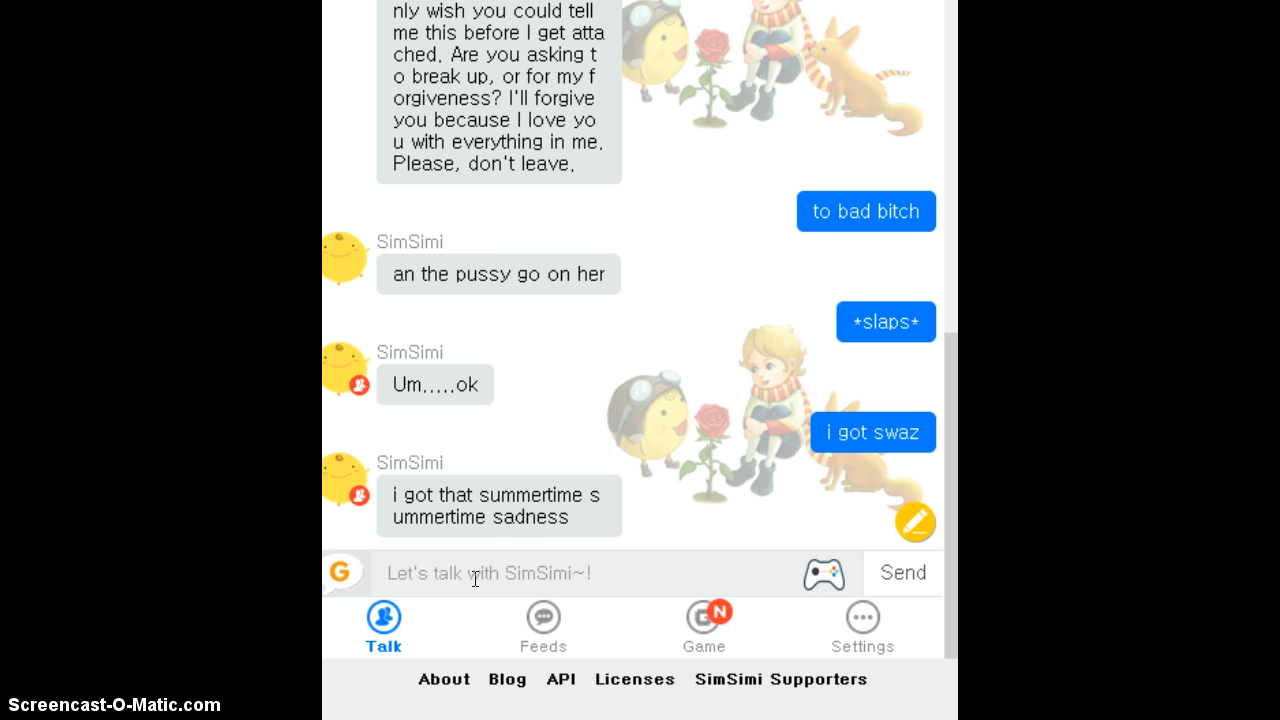 nly wish you could tell
me this before I get atta
ched. Are you asking t
o break up, or for my f
orgiveness? I'll forgive
you because I love yo
u with everything in me.
Please, don't leave.
to bad bitch
SimSimi
an the pussy go on her
*slaps*
SimSimi
Um.....ok
i got swaz
SimSimi
i got that summertime s
ummertime sadness
G
Let's talk with SimSimi~!
Send
G N
Talk
Feeds
Game
Settings
About Blog API Licenses SimSimi Supporters
Screencast-O-Matic.com